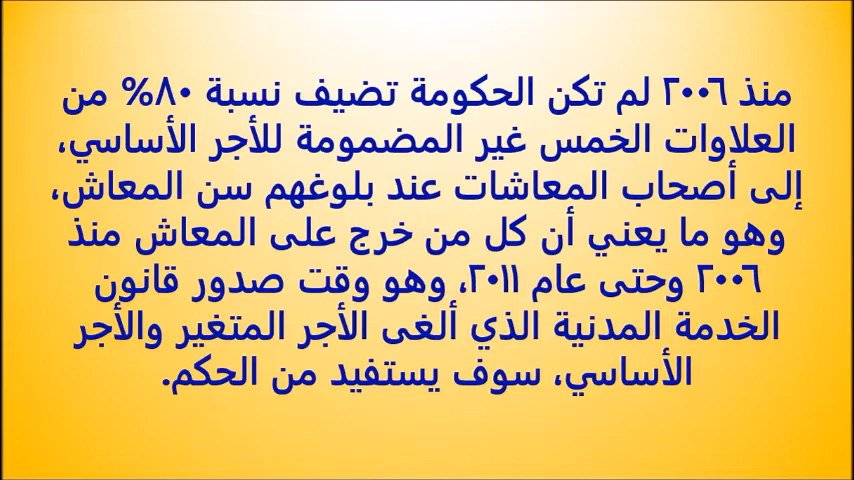 منذ ٢٠٠٦ لم تكن الحكومة تضيف نسبة ٨٠% من
العلاوات الخمس غير المضمومة للأجر الأساسي،
إلى أصحاب المعاشات عند بلوغهم سن المعاش،
وهو ما يعني أن كل من خرج على المعاش منذ
٢٠٠٦ وحتى عام ٢٠١١، وهو وقت صدور قانون
الخدمة المدنية الذي ألغى الأجر المتغير والأجر
الأساسي، سوف يستفيد من الحكم.